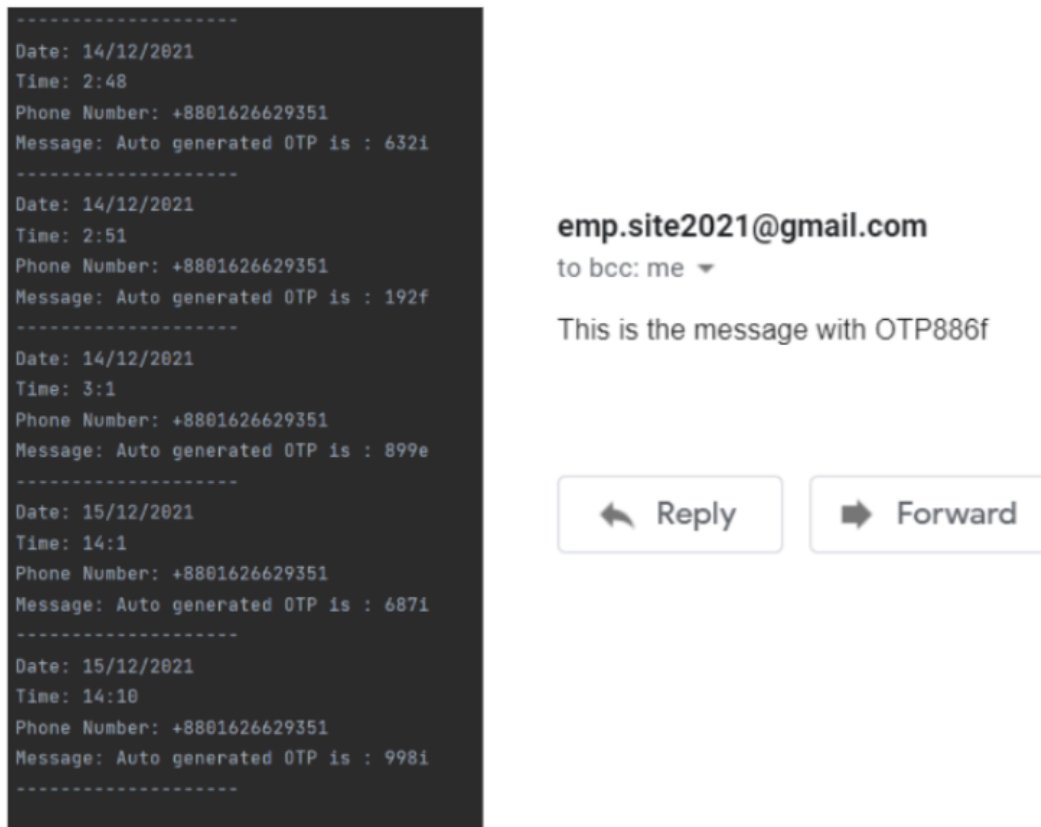 ---------------------
Date: 14/12/2021
Time: 2:48
Phone Number: +8801626629351
Message: Auto generated OTP is : 632i
---------------------
Date: 14/12/2021
Time: 2:51
Phone Number: +8801626629351
Message: Auto generated OTP is : 192f
---------------------
Date: 14/12/2021
Time: 3:1
Phone Number: +8801626629351
Message: Auto generated OTP is : 899e
---------------------
Date: 15/12/2021
Time: 14:1
Phone Number: +8801626629351
Message: Auto generated OTP is : 687i
---------------------
Date: 15/12/2021
Time: 14:10
Phone Number: +8801626629351
Message: Auto generated OTP is : 998i
---------------------
emp.site2021@gmail.com
to bcc: me
This is the message with OTP886f
Reply
Forward